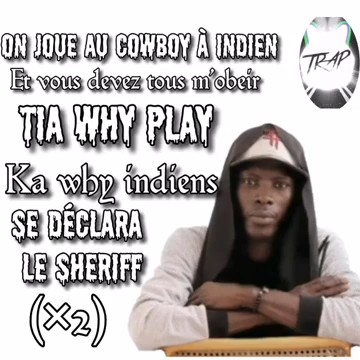 ON JOUE AU COWBOY À INDIEN
Et vous devez tous m'obeir
TIA WHY PLAY
Ka why indiens
SE DÉCLARA
LE SHERIFF
(×2)
TRAP